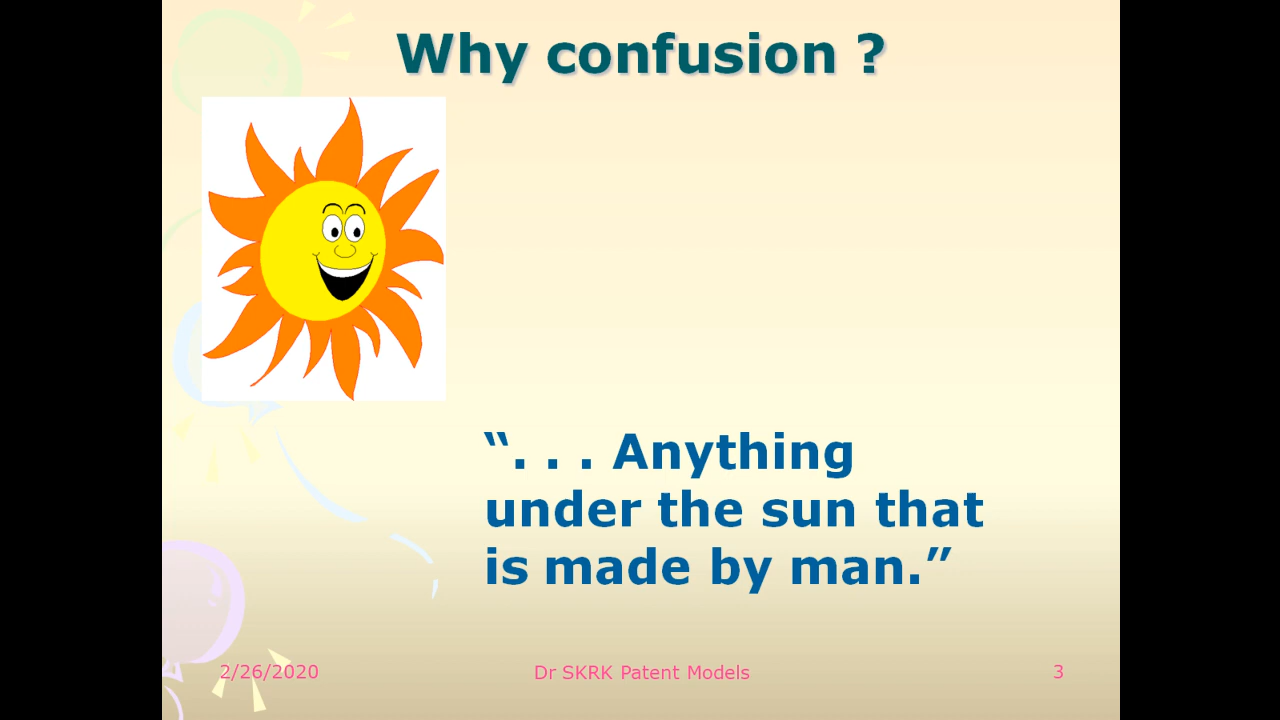 Why confusion ?
“. . . Anything
under the sun that
is made by man.”
2/26/2020
Dr SKRK Patent Models
3